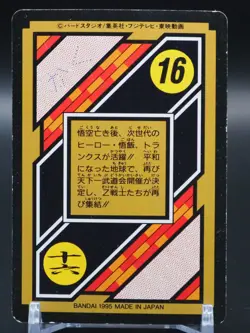 ©バードスタジオ/集英社・フジテレビ・東映動画
16
悟空亡き後、次世代の
ヒーロー・悟飯、トラ
ンクスが活躍!! 平和
になった地球で、再び
天下一武道会開催が決
定し、Z戦士たちが再
び集結!!
十六
BANDAI 1995 MADE IN JAPAN